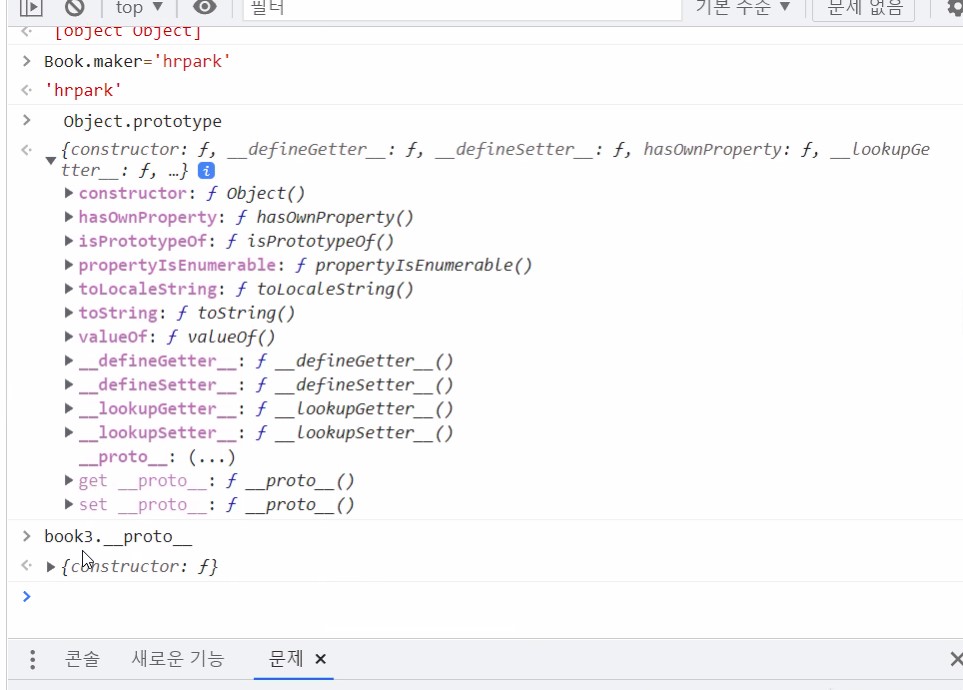 top ▼ 필터 기본 수준 ▼ 문제 없음
[object Object]
> Book.maker='hrpark'
'hrpark'
> Object.prototype
{constructor: ƒ, __defineGetter__: ƒ, __defineSetter__: ƒ, hasOwnProperty: ƒ, __lookupGe
tter__: ƒ, …} i
constructor: ƒ Object()
hasOwnProperty: ƒ hasOwnProperty()
isPrototypeOf: ƒ isPrototypeOf()
propertyIsEnumerable: ƒ propertyIsEnumerable()
toLocaleString: ƒ toLocaleString()
toString: ƒ toString()
valueOf: ƒ valueOf()
__defineGetter__: ƒ __defineGetter__()
__defineSetter__: ƒ __defineSetter__()
__lookupGetter__: ƒ __lookupGetter__()
__lookupSetter__: ƒ __lookupSetter__()
__proto__: (...)
get __proto__: ƒ __proto__()
set __proto__: ƒ __proto__()
> book3.__proto__
{constructor: ƒ}
>
콘솔 새로운 기능 문제 ×